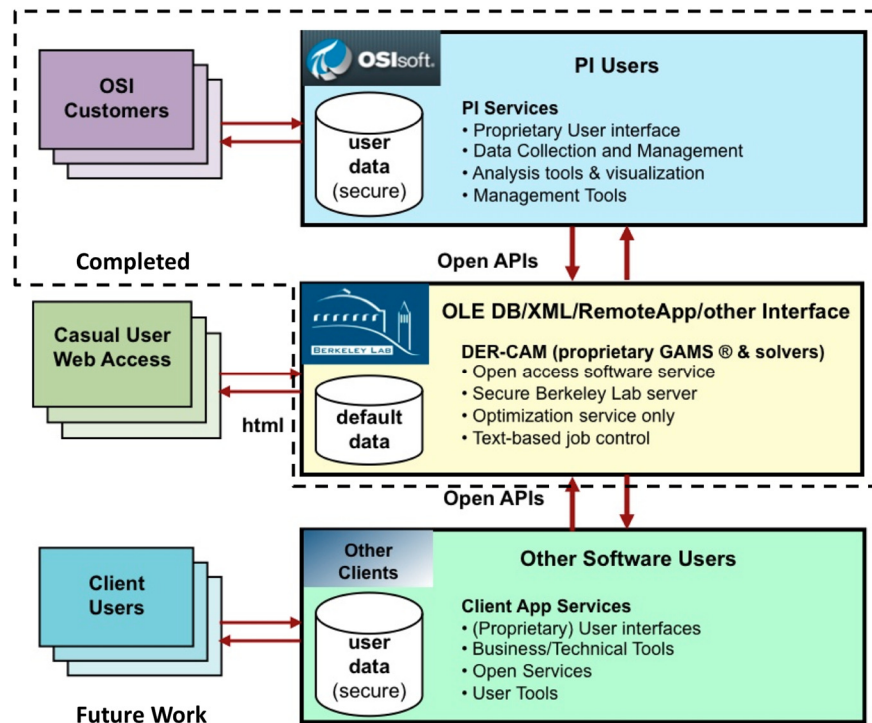 OSI
Customers
OSIsoft.
PI Users
user
data
(secure)
PI Services
• Proprietary User interface
• Data Collection and Management
• Analysis tools & visualization
• Management Tools
Completed
Open APIs
Casual User
Web Access
html
BERKELEY LAB
OLE DB/XML/RemoteApp/other Interface
default
data
DER-CAM (proprietary GAMS ® & solvers)
• Open access software service
• Secure Berkeley Lab server
• Optimization service only
• Text-based job control
Open APIs
Client
Users
Other
Clients
Other Software Users
user
data
(secure)
Client App Services
• (Proprietary) User interfaces
• Business/Technical Tools
• Open Services
• User Tools
Future Work